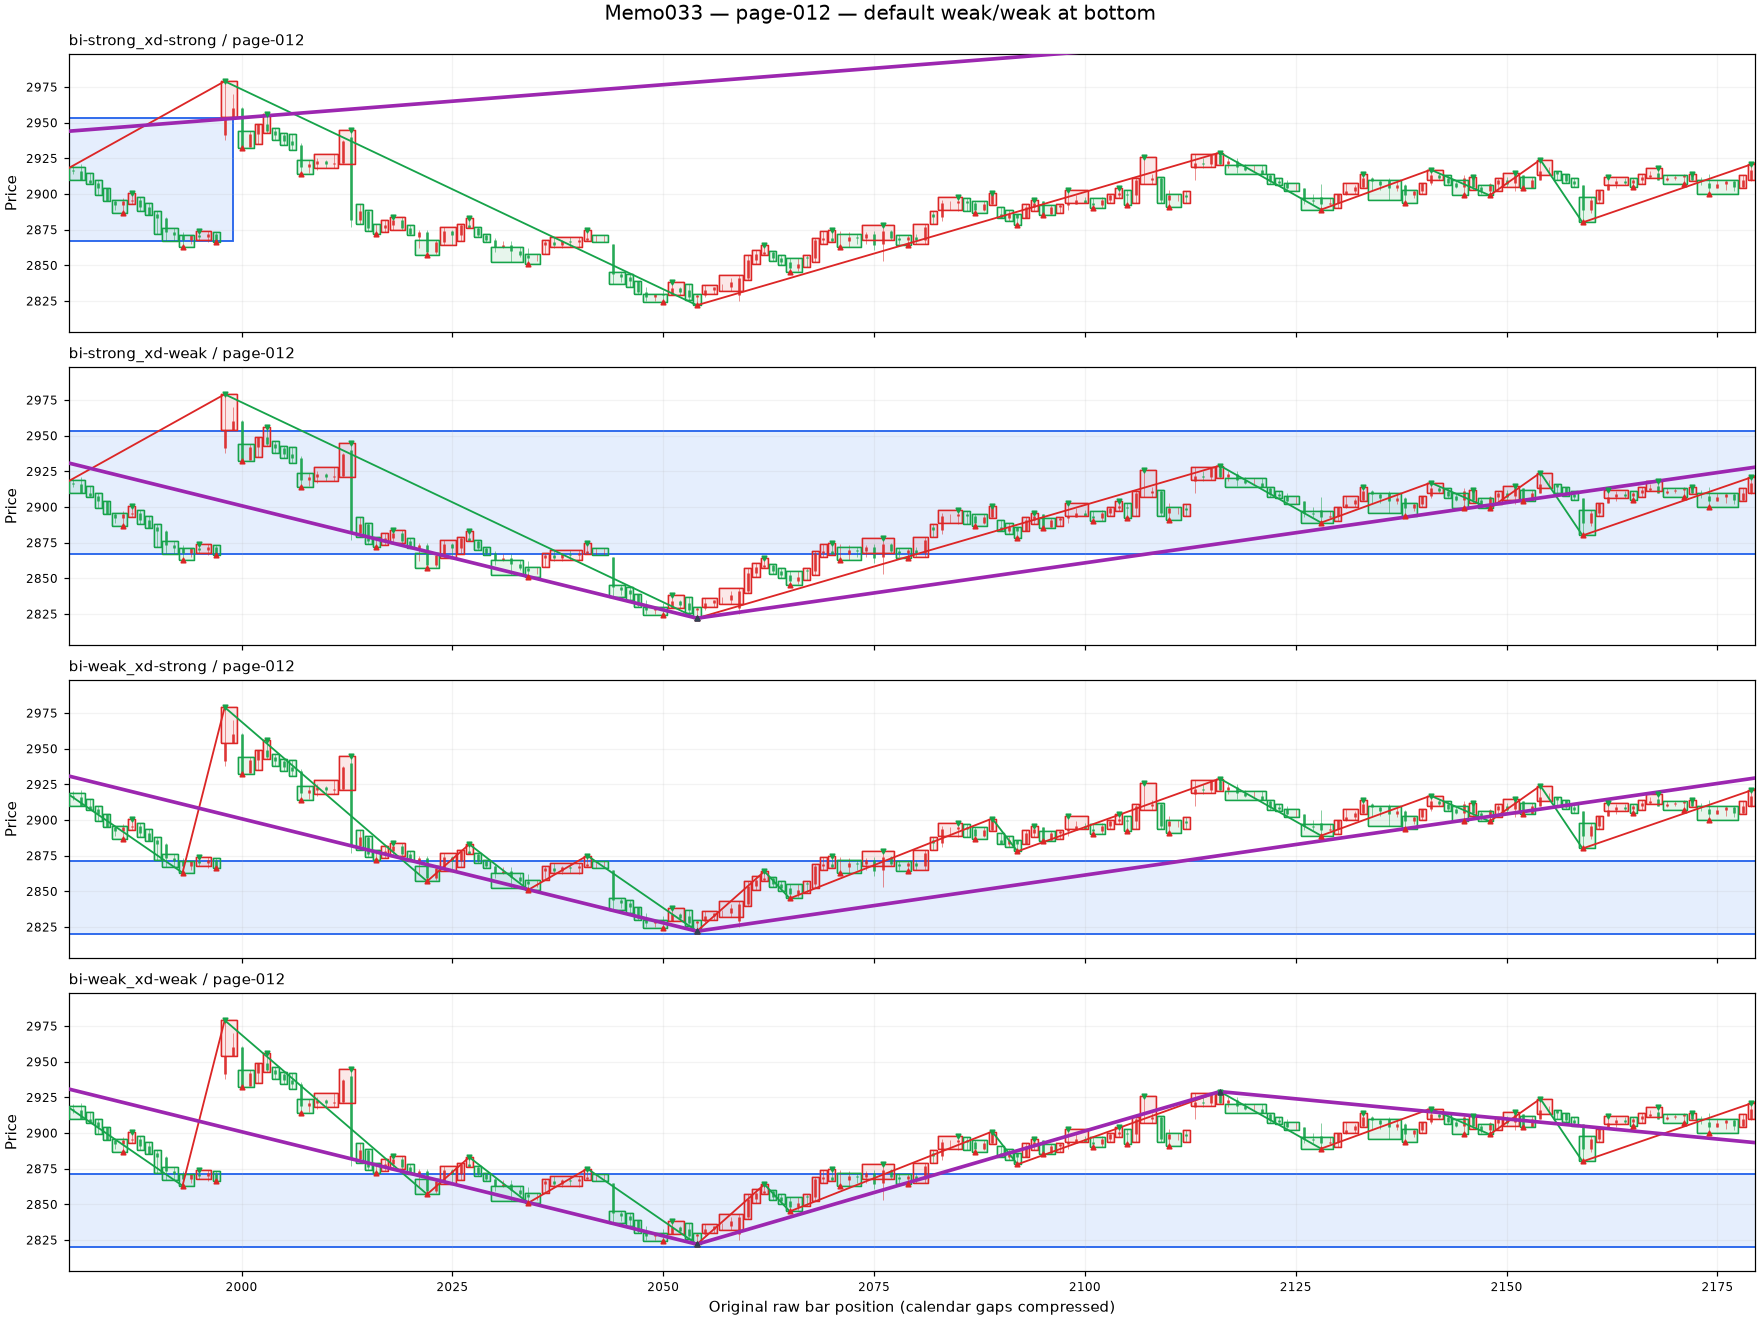 Memo033 — page-012 — default weak/weak at bottom
bi-strong_xd-strong / page-012
2975
2950
2925
2900
2875
2850
2825
Price
bi-strong_xd-weak / page-012
2975
2950
2925
2900
2875
2850
2825
Price
bi-weak_xd-strong / page-012
2975
2950
2925
2900
2875
2850
2825
Price
bi-weak_xd-weak / page-012
2975
2950
2925
2900
2875
2850
2825
Price
2000 2025 2050 2075 2100 2125 2150 2175
Original raw bar position (calendar gaps compressed)